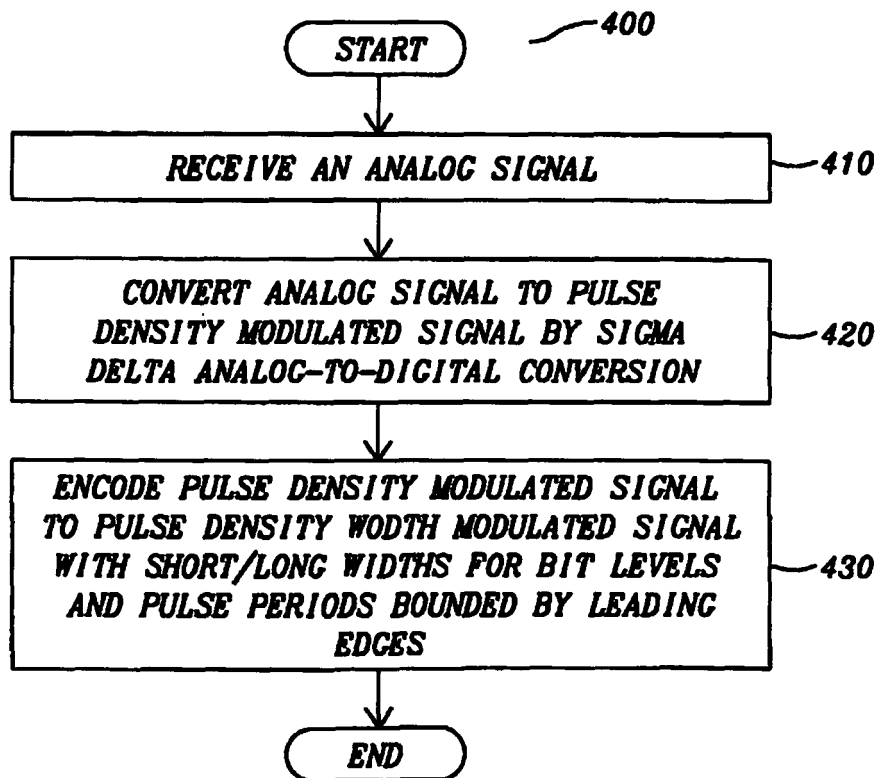 START
400
RECEIVE AN ANALOG SIGNAL
410
CONVERT ANALOG SIGNAL TO PULSE
DENSITY MODULATED SIGNAL BY SIGMA
DELTA ANALOG-TO-DIGITAL CONVERSION
420
ENCODE PULSE DENSITY MODULATED SIGNAL
TO PULSE DENSITY WODTH MODULATED SIGNAL
WITH SHORT/LONG WIDTHS FOR BIT LEVELS
AND PULSE PERIODS BOUNDED BY LEADING
EDGES
430
END